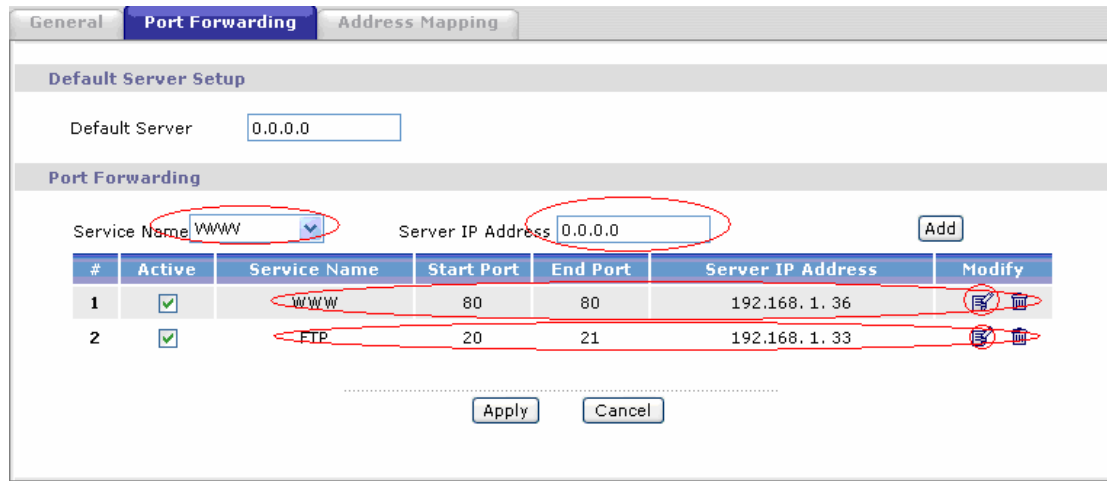 General Port Forwarding Address Mapping
Default Server Setup
Default Server 0.0.0.0
Port Forwarding
Service Name WWW Server IP Address 0.0.0.0 Add
# Active Service Name Start Port End Port Server IP Address Modify
1 WWW 80 80 192.168. 1. 36
2 FTP 20 21 192.168. 1. 33
Apply Cancel